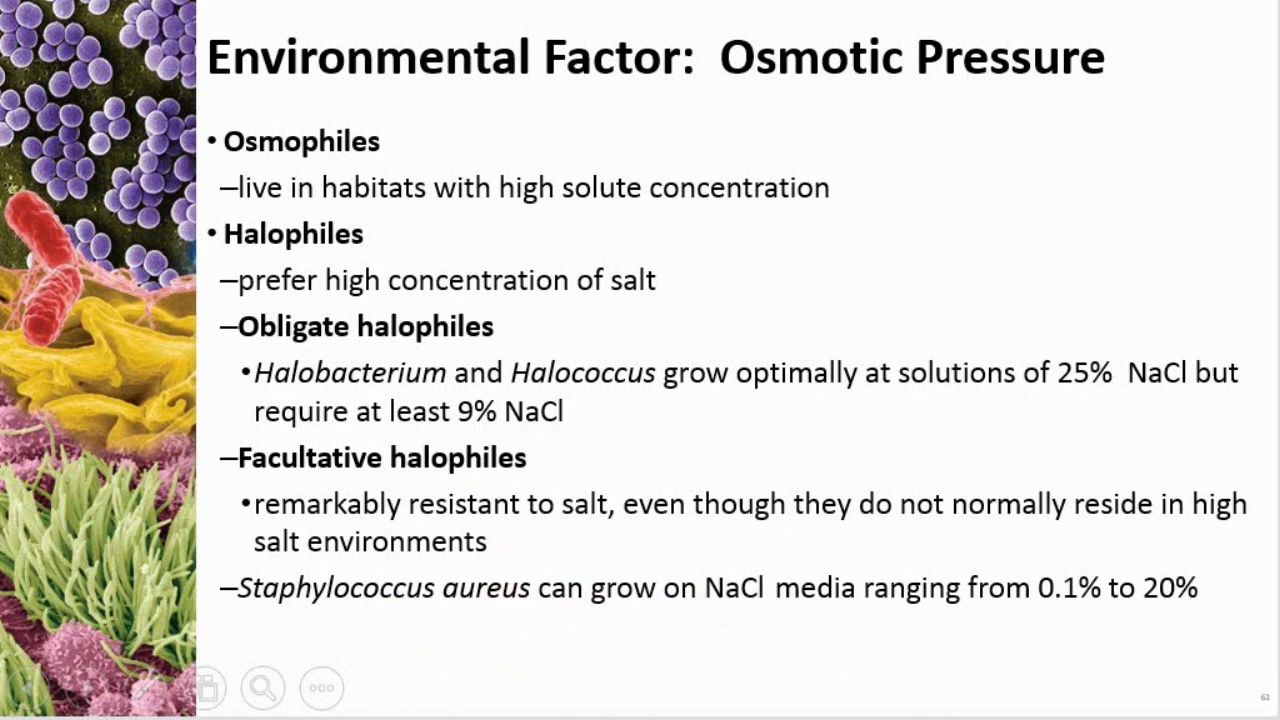 Environmental Factor:  Osmotic Pressure
• Osmophiles
–live in habitats with high solute concentration
• Halophiles
–prefer high concentration of salt
–Obligate halophiles
•Halobacterium and Halococcus grow optimally at solutions of 25%  NaCl but
require at least 9% NaCl
–Facultative halophiles
•remarkably resistant to salt, even though they do not normally reside in high
salt environments
–Staphylococcus aureus can grow on NaCl media ranging from 0.1% to 20%
62